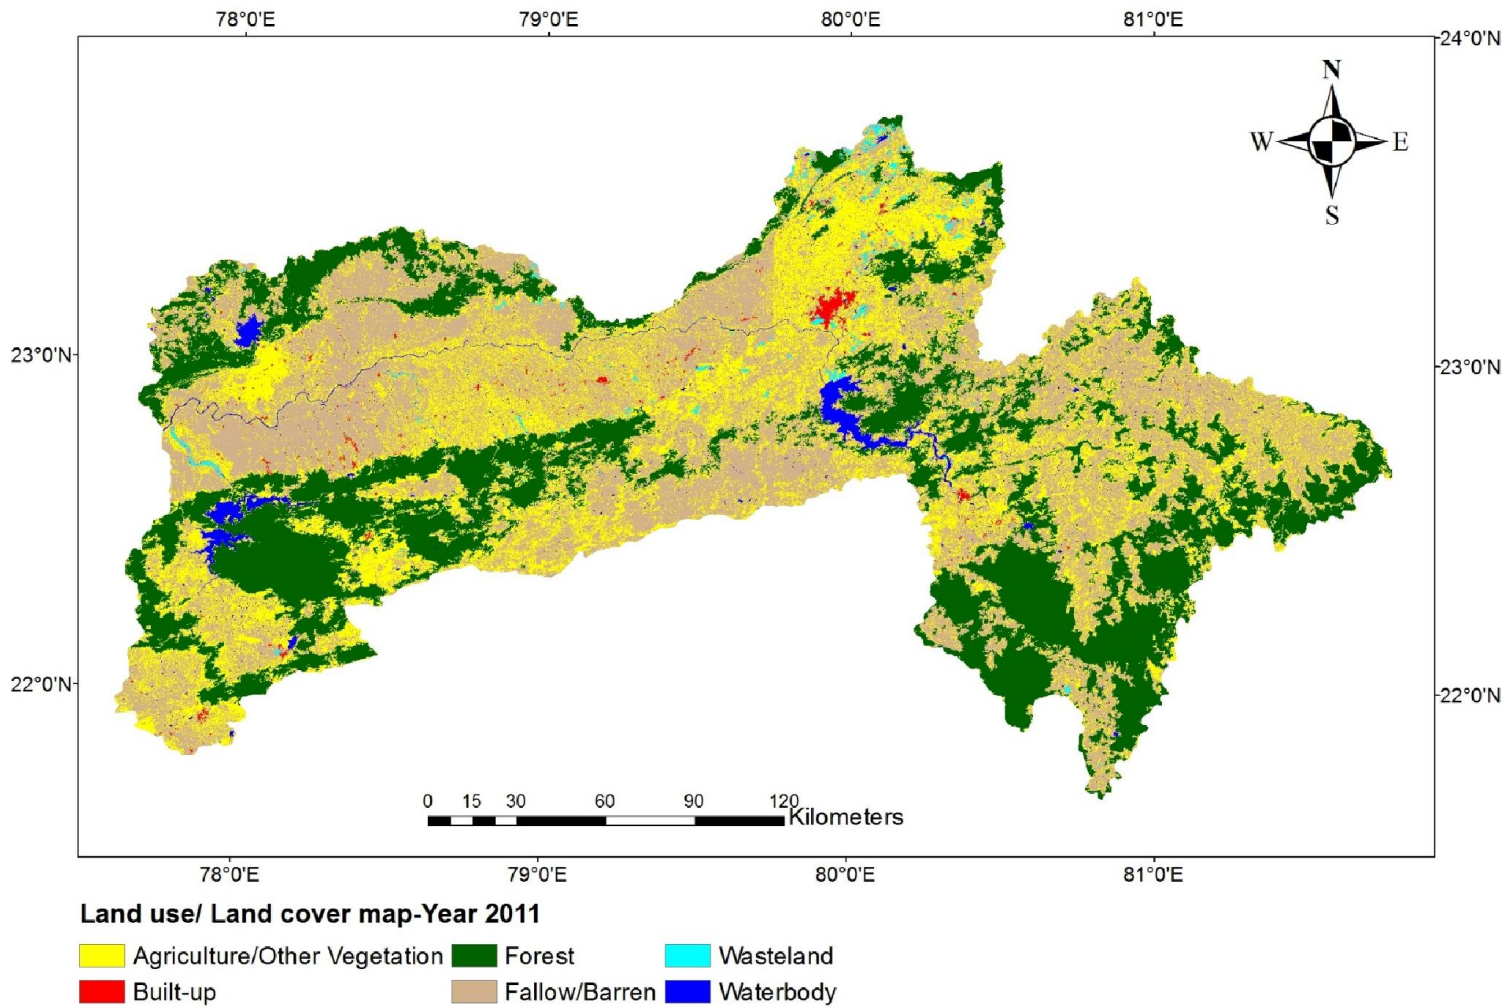 78°0'E 79°0'E 80°0'E 81°0'E
24°0'N
N
W E
S
23°0'N 23°0'N
22°0'N 22°0'N
0 15 30 60 90 120
Kilometers
78°0'E 79°0'E 80°0'E 81°0'E
Land use/ Land cover map-Year 2011
Agriculture/Other Vegetation Forest Wasteland
Built-up Fallow/Barren Waterbody